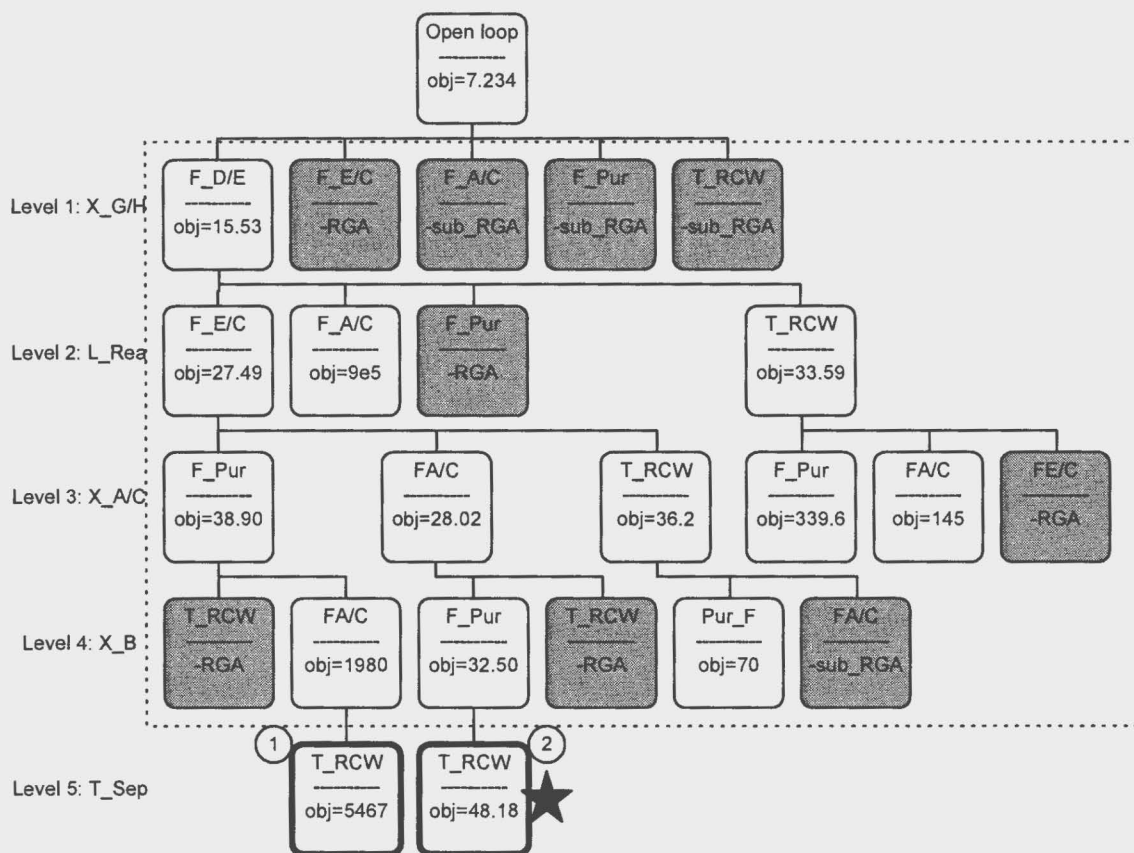 Open loop
obj=7.234
Level 1: X_G/H
F_D/E
obj=15.53
F_E/C
-RGA
F_A/C
-sub_RGA
F_Pur
-sub_RGA
T_RCW
-sub_RGA
Level 2: L_Rea
F_E/C
obj=27.49
F_A/C
obj=9e5
F_Pur
-RGA
T_RCW
obj=33.59
Level 3: X_A/C
F_Pur
obj=38.90
FA/C
obj=28.02
T_RCW
obj=36.2
F_Pur
obj=339.6
FA/C
obj=145
FE/C
-RGA
Level 4: X_B
T_RCW
-RGA
FA/C
obj=1980
F_Pur
obj=32.50
T_RCW
-RGA
Pur_F
obj=70
FA/C
-sub_RGA
Level 5: T_Sep
1
T_RCW
obj=5467
2
T_RCW
obj=48.18